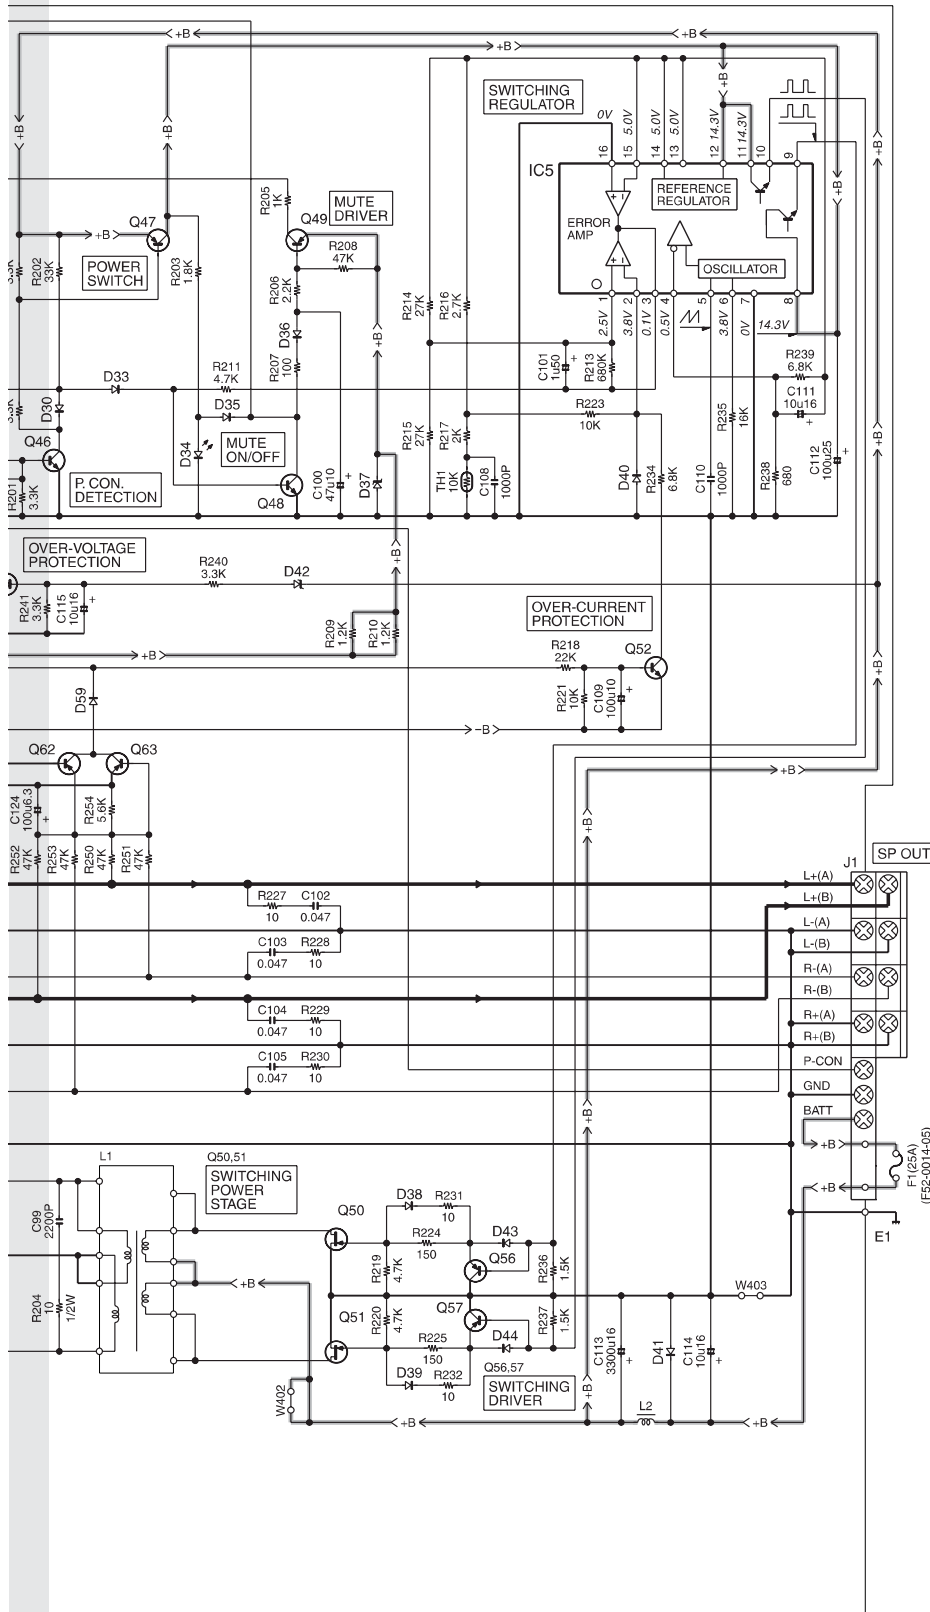 +B
+B
+B
SWITCHING
REGULATOR
0V
5.0V
5.0V
5.0V
+B
14.3V
14.3V
16
15
14
13
12
11
10
9
IC5
REFERENCE
REGULATOR
ERROR
AMP
OSCILLATOR
1
2
3
4
5
6
7
8
2.5V
3.8V
0.1V
0.5V
3.8V
0V
14.3V
+B
+B
+B
+B
Q47
+B
POWER
SWITCH
3.3K
R202
33K
R203
1.8K
R205
1K
Q49
MUTE
DRIVER
R208
47K
R206
2.2K
D36
R207
100
+B
R214
27K
R216
2.7K
C101
1u50
R213
680K
R239
6.8K
C111
10u16
D33
R211
4.7K
D35
3.3K
D30
Q46
D34
MUTE
ON/OFF
P. CON.
DETECTION
R201
3.3K
Q48
C100
47u10
D37
R215
27K
R217
2K
R223
10K
TH1
10K
C108
1000P
D40
R234
6.8K
C110
1000P
R235
16K
R238
680
C112
100u25
+B
OVER-VOLTAGE
PROTECTION
R240
3.3K
D42
+B
R241
3.3K
C115
10u16
R209
1.2K
R210
1.2K
+B
OVER-CURRENT
PROTECTION
R218
22K
Q52
R221
10K
C109
100u10
+B
D59
−B
Q62
Q63
+B
C124
100u6.3
R254
5.6K
+B
R252
47K
R253
47K
R250
47K
R251
47K
J1
SP OUT
L+(A)
L+(B)
R227
10
C102
0.047
L-(A)
L-(B)
C103
0.047
R228
10
R-(A)
R-(B)
C104
0.047
R229
10
R+(A)
R+(B)
C105
0.047
R230
10
P-CON
GND
BATT
+B
+B
+B
F1(25A)
(F52-0014-05)
E1
L1
Q50,51
SWITCHING
POWER
STAGE
C99
2200P
R204
10
1/2W
+B
Q50
D38
R231
10
R224
150
D43
Q56
R219
4.7K
R236
1.5K
Q51
R220
4.7K
Q57
R237
1.5K
R225
150
D44
D39
R232
10
Q56,57
SWITCHING
DRIVER
W403
C113
3300u16
D41
C114
10u16
W402
+B
+B
L2
+B